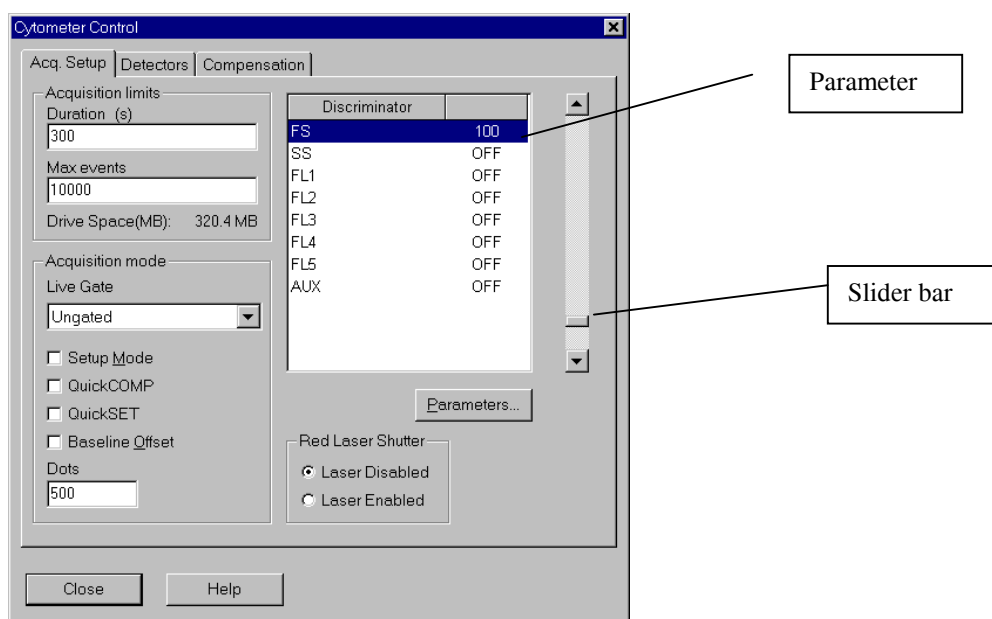 Cytometer Control
Acq. Setup Detectors Compensation
Acquisition limits
Duration (s)
300
Max events
10000
Drive Space(MB): 320.4 MB
Acquisition mode
Live Gate
Ungated
Setup Mode
QuickCOMP
QuickSET
Baseline Offset
Dots
500
Discriminator
FS 100
SS OFF
FL1 OFF
FL2 OFF
FL3 OFF
FL4 OFF
FL5 OFF
AUX OFF
Parameters...
Red Laser Shutter
Laser Disabled
Laser Enabled
Close Help
Parameter
Slider bar